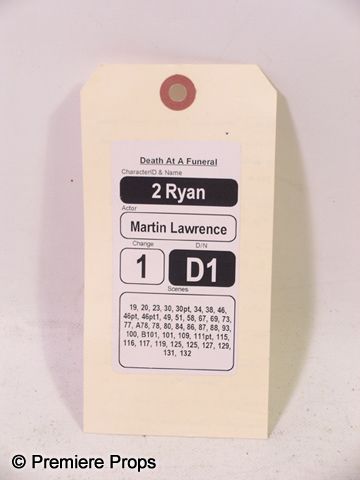 Death At A Funeral
CharacterID & Name
2 Ryan
Actor
Martin Lawrence
Change D/N
1 D1
Scenes
19, 20, 23, 30, 30pt, 34, 38, 46,
46pt, 46pt1, 49, 51, 58, 67, 69, 73,
77, A78, 78, 80, 84, 86, 87, 88, 93,
100, B101, 101, 109, 111pt, 115,
116, 117, 119, 125, 125, 127, 129,
131, 132
© Premiere Props